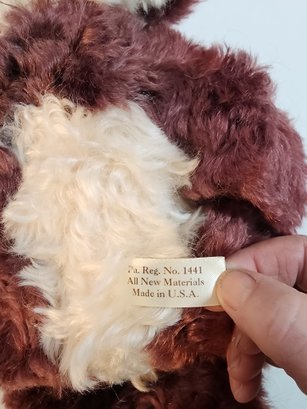 Pa. Reg. No. 1441
All New Materials
Made in U.S.A.